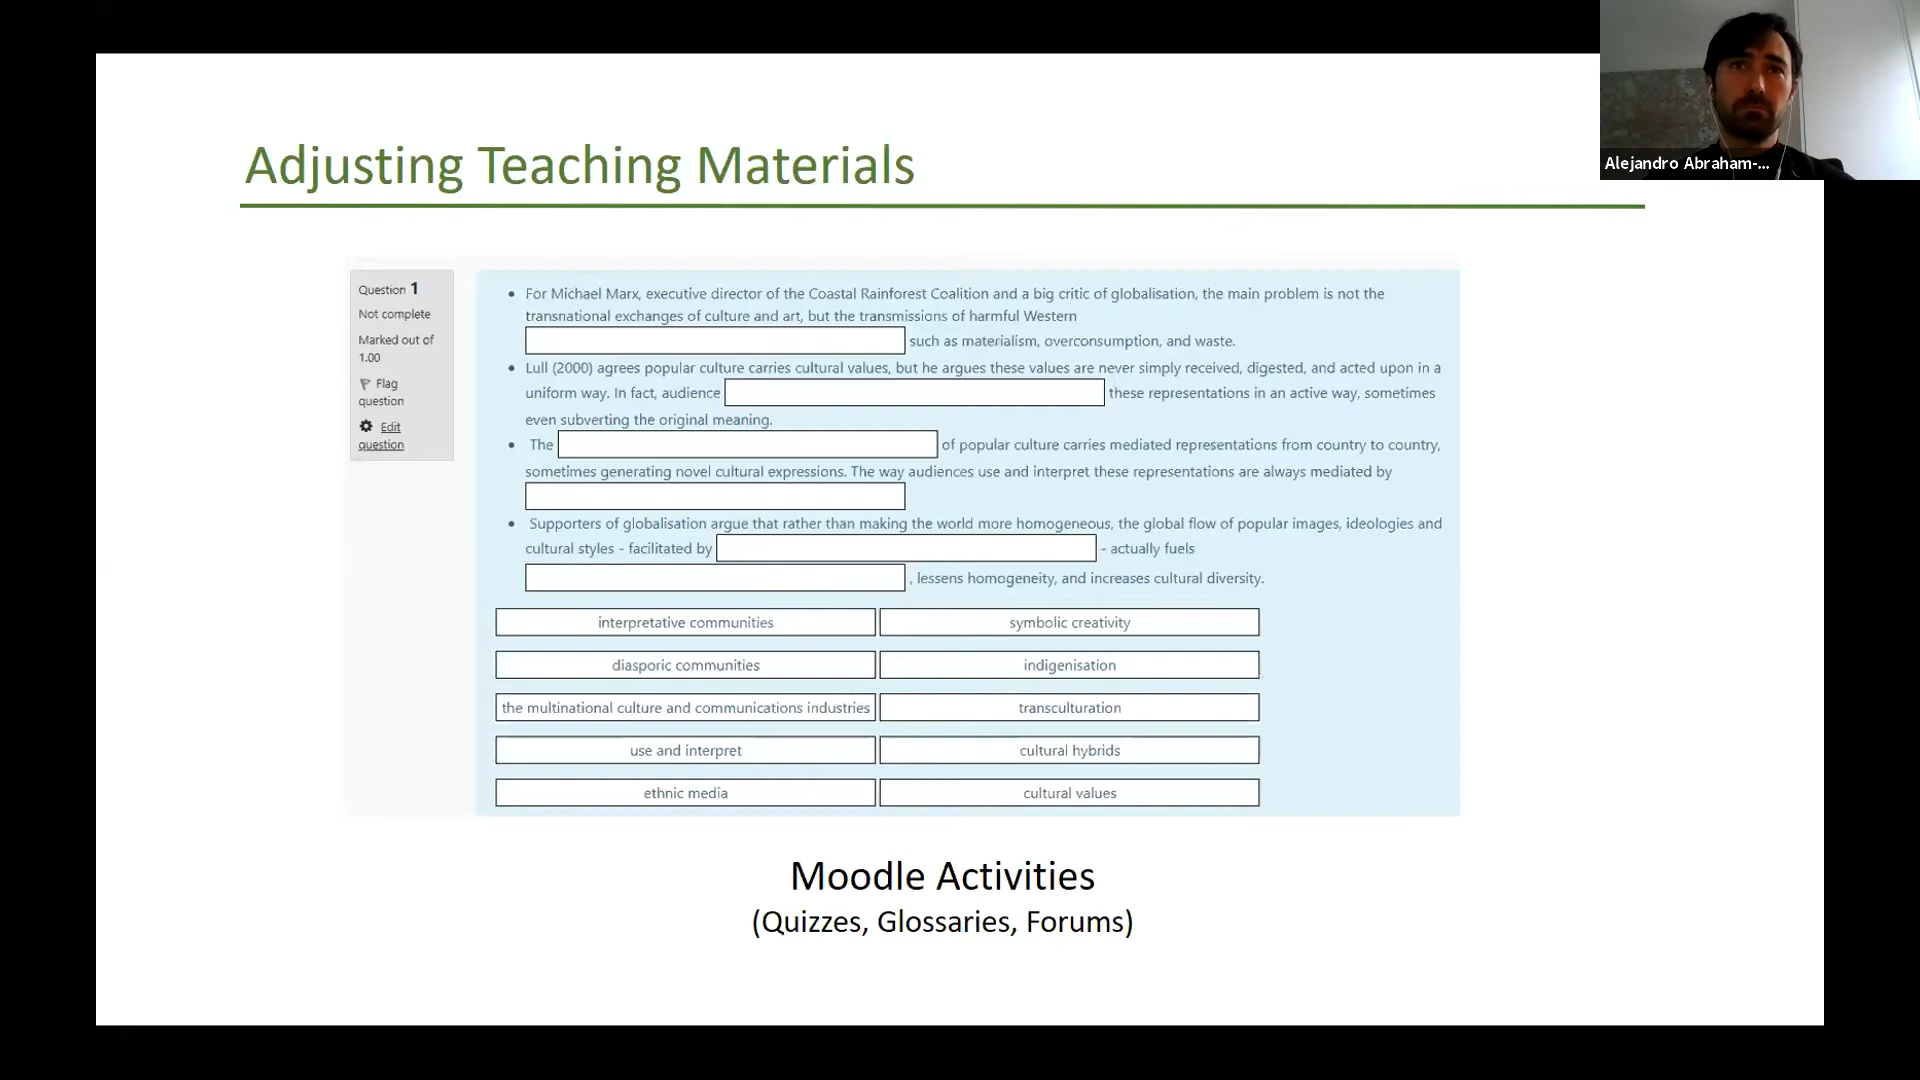 Adjusting Teaching Materials
Alejandro Abraham-...
Question 1
Not complete
Marked out of
1.00
Flag
question
Edit
question
• For Michael Marx, executive director of the Coastal Rainforest Coalition and a big critic of globalisation, the main problem is not the
transnational exchanges of culture and art, but the transmissions of harmful Western
such as materialism, overconsumption, and waste.
• Lull (2000) agrees popular culture carries cultural values, but he argues these values are never simply received, digested, and acted upon in a
uniform way. In fact, audience these representations in an active way, sometimes
even subverting the original meaning.
• The of popular culture carries mediated representations from country to country,
sometimes generating novel cultural expressions. The way audiences use and interpret these representations are always mediated by
• Supporters of globalisation argue that rather than making the world more homogeneous, the global flow of popular images, ideologies and
cultural styles - facilitated by - actually fuels
, lessens homogeneity, and increases cultural diversity.
interpretative communities symbolic creativity
diasporic communities indigenisation
the multinational culture and communications industries transculturation
use and interpret cultural hybrids
ethnic media cultural values
Moodle Activities
(Quizzes, Glossaries, Forums)